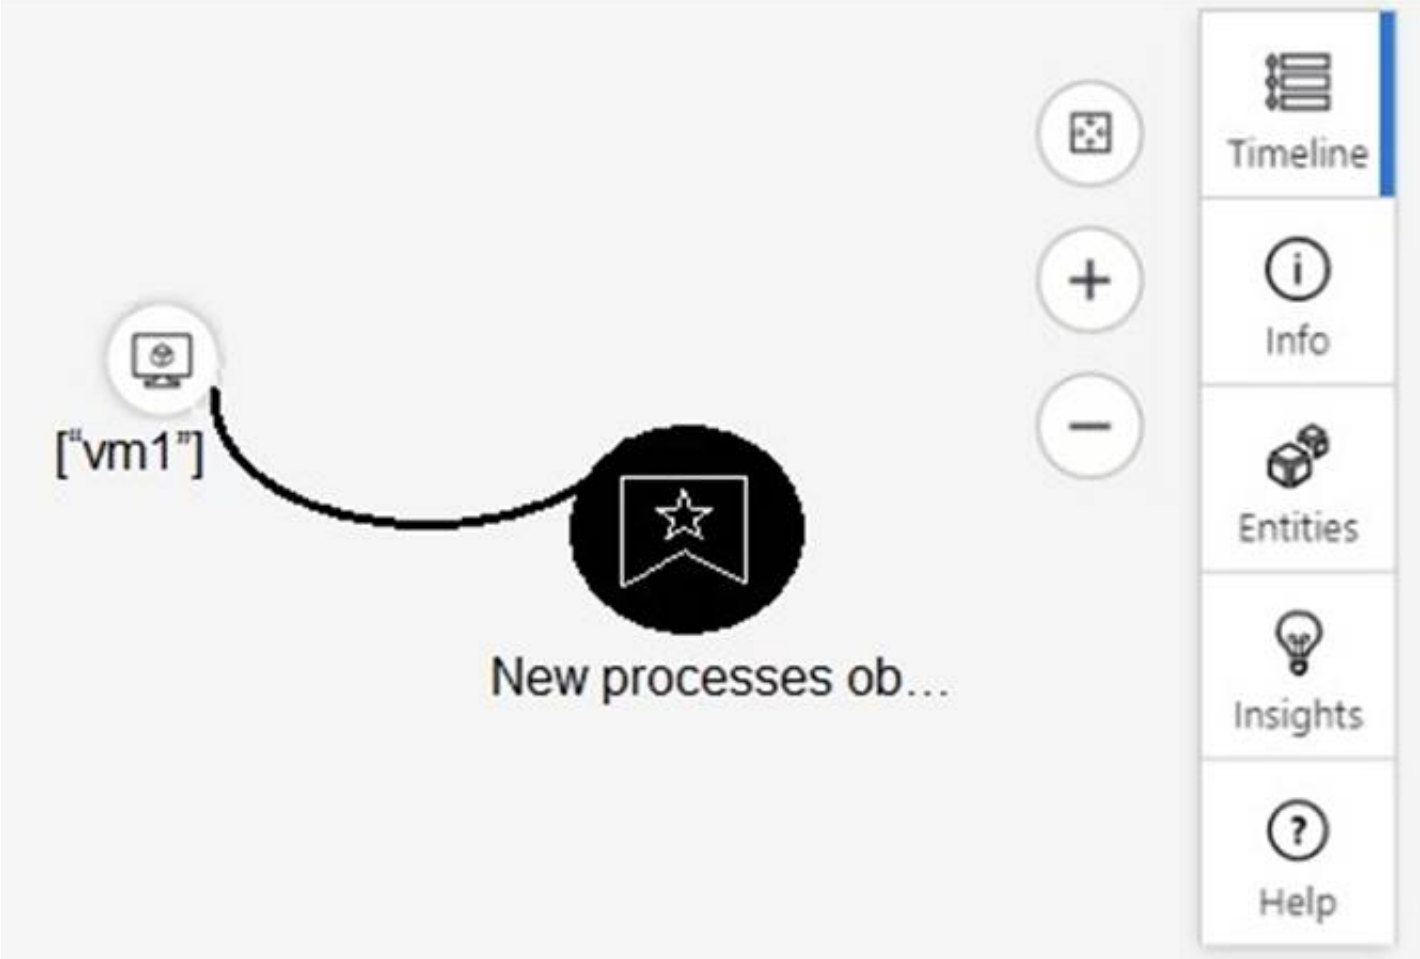 Timeline
Info
["vm1"]
Entities
New processes ob...
Insights
Help